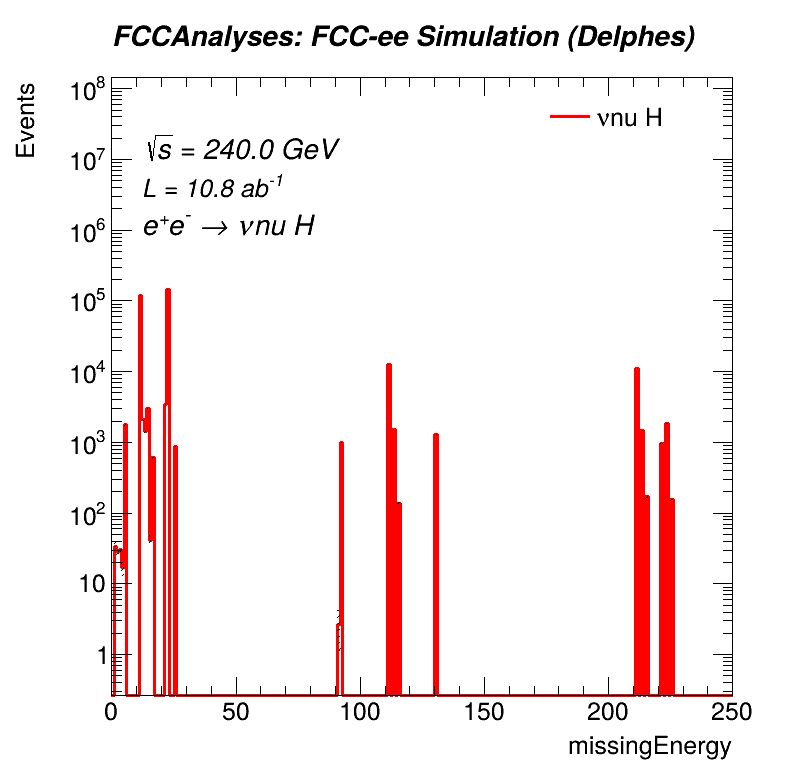 FCCAnalyses: FCC-ee Simulation (Delphes)
Events
10⁸
10⁷
10⁶
10⁵
10⁴
10³
10²
10
1
νnu H
√s = 240.0 GeV
L = 10.8 ab⁻¹
e⁺e⁻ → νnu H
0 50 100 150 200 250
missingEnergy